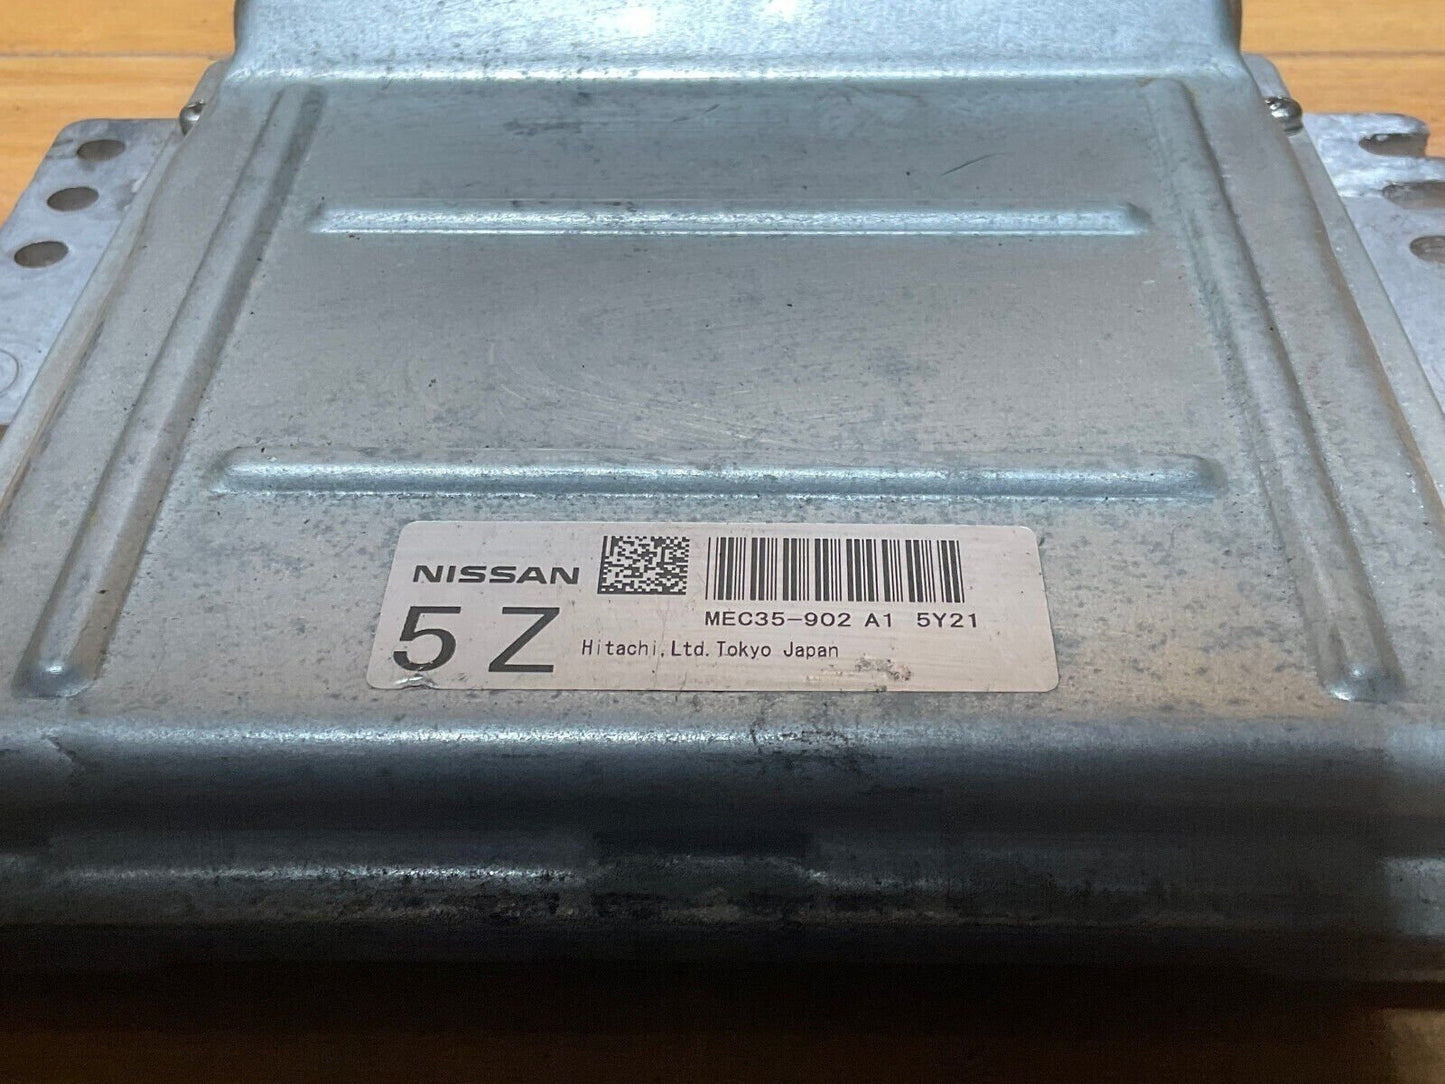 NISSAN
MEC35-902 A1 5Y21
5Z
Hitachi,Ltd.Tokyo Japan